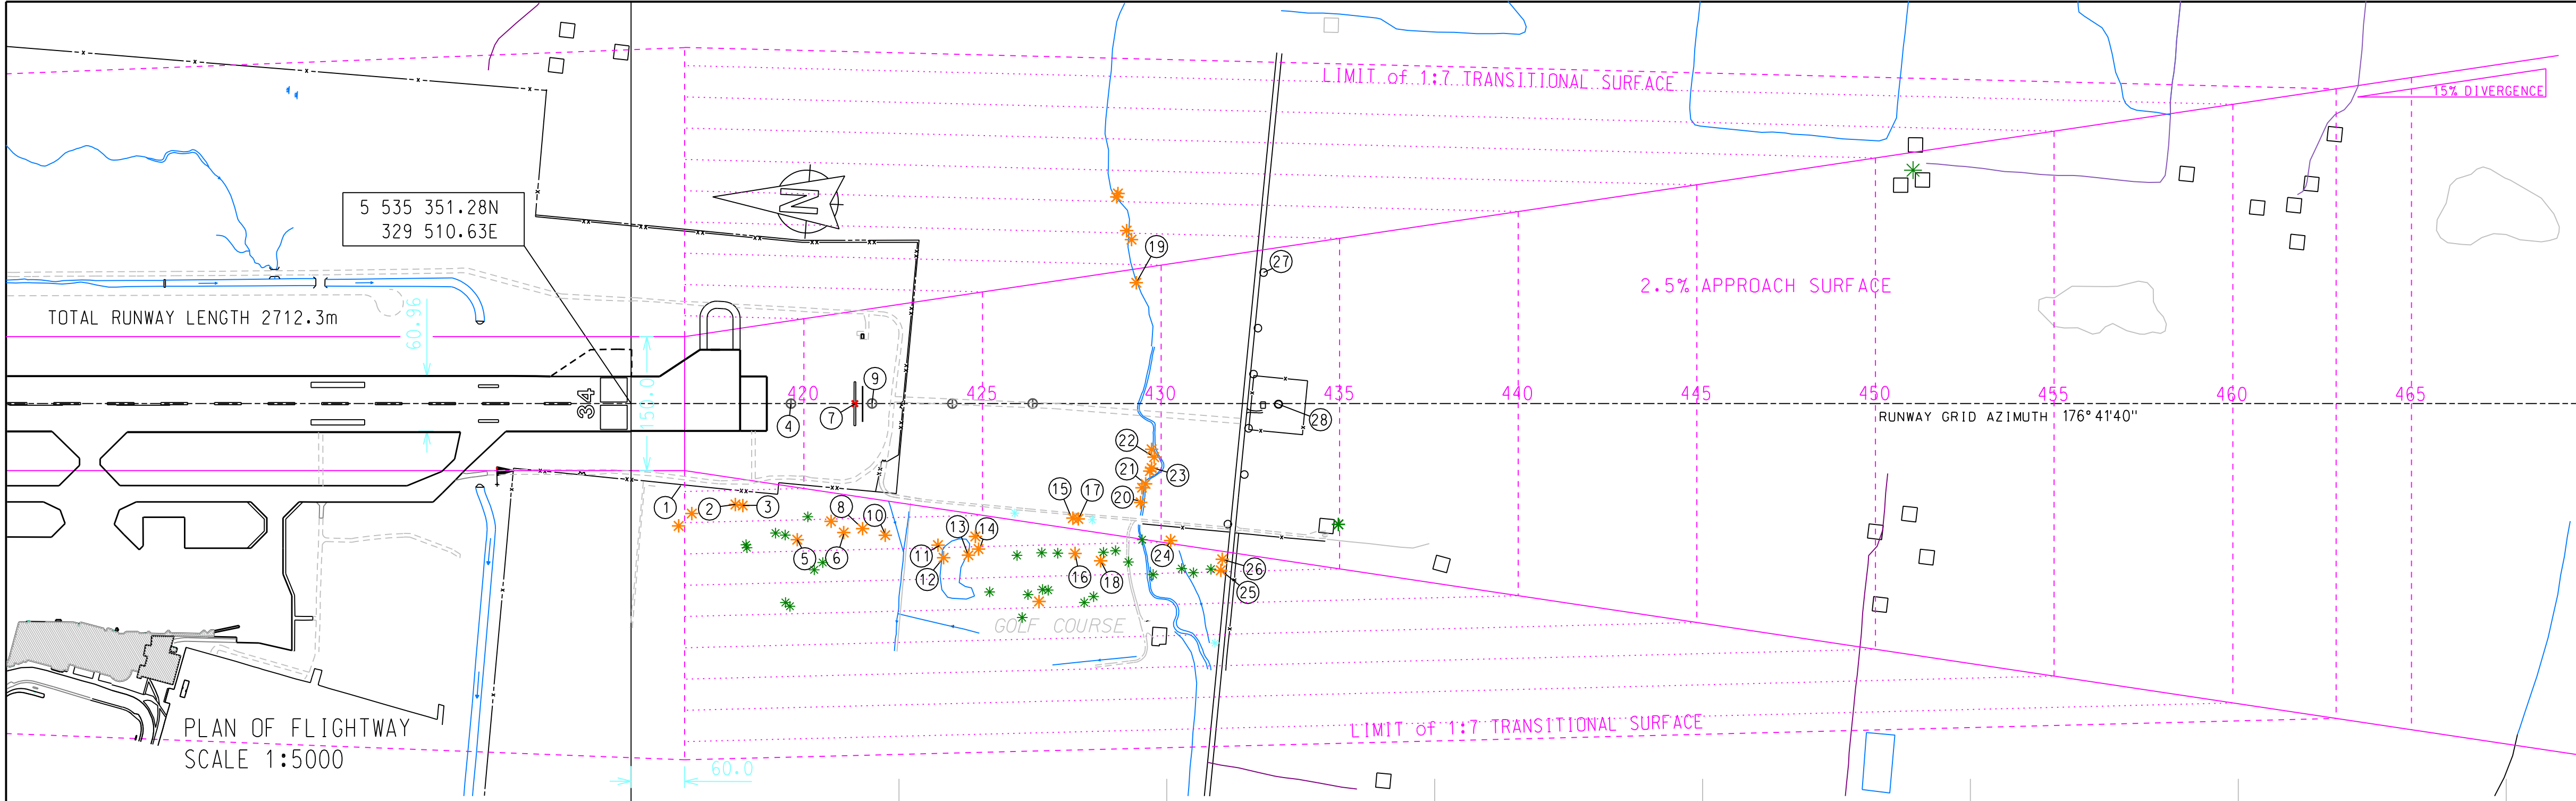 LIMIT of 1:7 TRANSITIONAL SURFACE
15% DIVERGENCE
N
5 535 351.28N
329 510.63E
19
27
2.5% APPROACH SURFACE
TOTAL RUNWAY LENGTH 2712.3m
60.96
150.0
34
420 425 430 435 440 445 450 455 460 465
4
7
9
28
RUNWAY GRID AZIMUTH 176°41'40"
22
23
21
20
1
2
3
8
10
15
17
13
14
5
6
11
12
16
18
24
26
25
GOLF COURSE
PLAN OF FLIGHTWAY
SCALE 1:5000
LIMIT of 1:7 TRANSITIONAL SURFACE
60.0